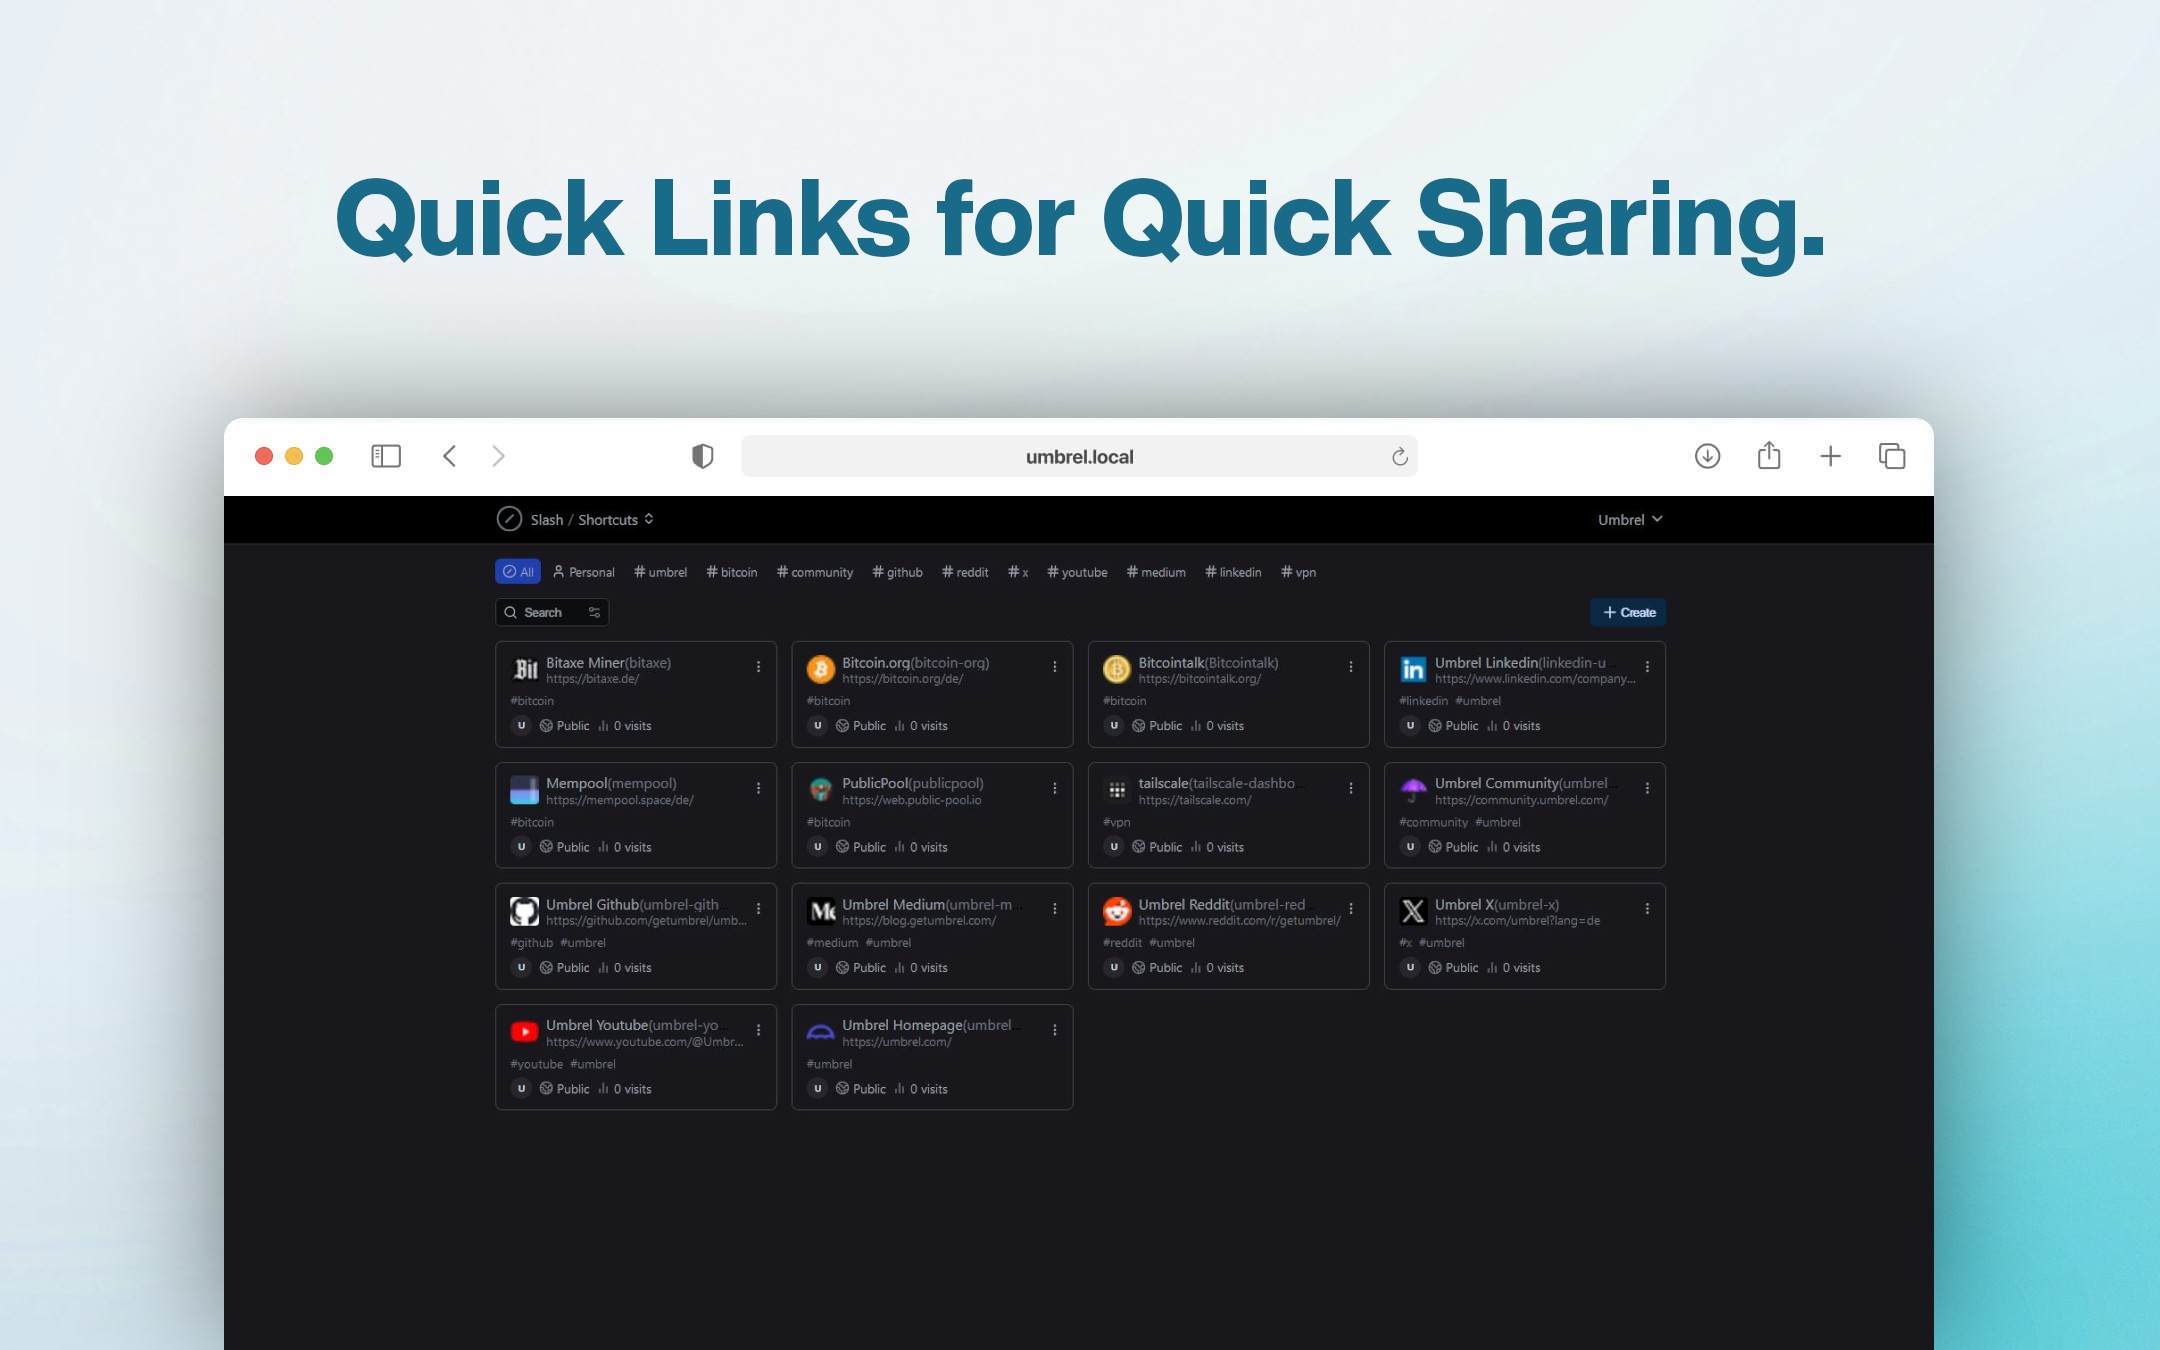 Quick Links for Quick Sharing.
umbrel.local
Slash / Shortcuts
Umbrel
All Personal # umbrel # bitcoin # community # github # reddit # x # youtube # medium # linkedin # vpn
Search
Create
Bit
Bitaxe Miner(bitaxe)
https://bitaxe.de/
#bitcoin
U Public 0 visits
Bitcoin.org(bitcoin-org)
https://bitcoin.org/de/
#bitcoin
U Public 0 visits
Bitcointalk(Bitcointalk)
https://bitcointalk.org/
#bitcoin
U Public 0 visits
in
Umbrel Linkedin(linkedin-u...
https://www.linkedin.com/company...
#linkedin #umbrel
U Public 0 visits
Mempool(mempool)
https://mempool.space/de/
#bitcoin
U Public 0 visits
PublicPool(publicpool)
https://web.public-pool.io
#bitcoin
U Public 0 visits
tailscale(tailscale-dashbo...
https://tailscale.com/
#vpn
U Public 0 visits
Umbrel Community(umbrel...
https://community.umbrel.com/
#community #umbrel
U Public 0 visits
Umbrel Github(umbrel-gith...
https://github.com/getumbrel/umb...
#github #umbrel
U Public 0 visits
Me
Umbrel Medium(umbrel-m...
https://blog.getumbrel.com/
#medium #umbrel
U Public 0 visits
Umbrel Reddit(umbrel-red...
https://www.reddit.com/r/getumbrel/
#reddit #umbrel
U Public 0 visits
X
Umbrel X(umbrel-x)
https://x.com/umbrel?lang=de
#x #umbrel
U Public 0 visits
Umbrel Youtube(umbrel-yo...
https://www.youtube.com/@Umbr...
#youtube #umbrel
U Public 0 visits
Umbrel Homepage(umbrel...
https://umbrel.com/
#umbrel
U Public 0 visits